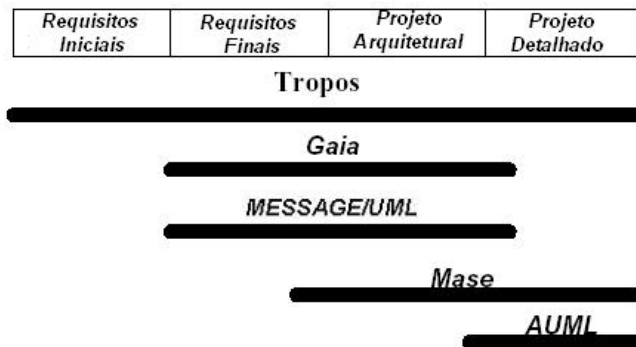 Requisitos Iniciais
Requisitos Finais
Projeto Arquitetural
Projeto Detalhado
Tropos
Gaia
MESSAGE/UML
Mase
AUML